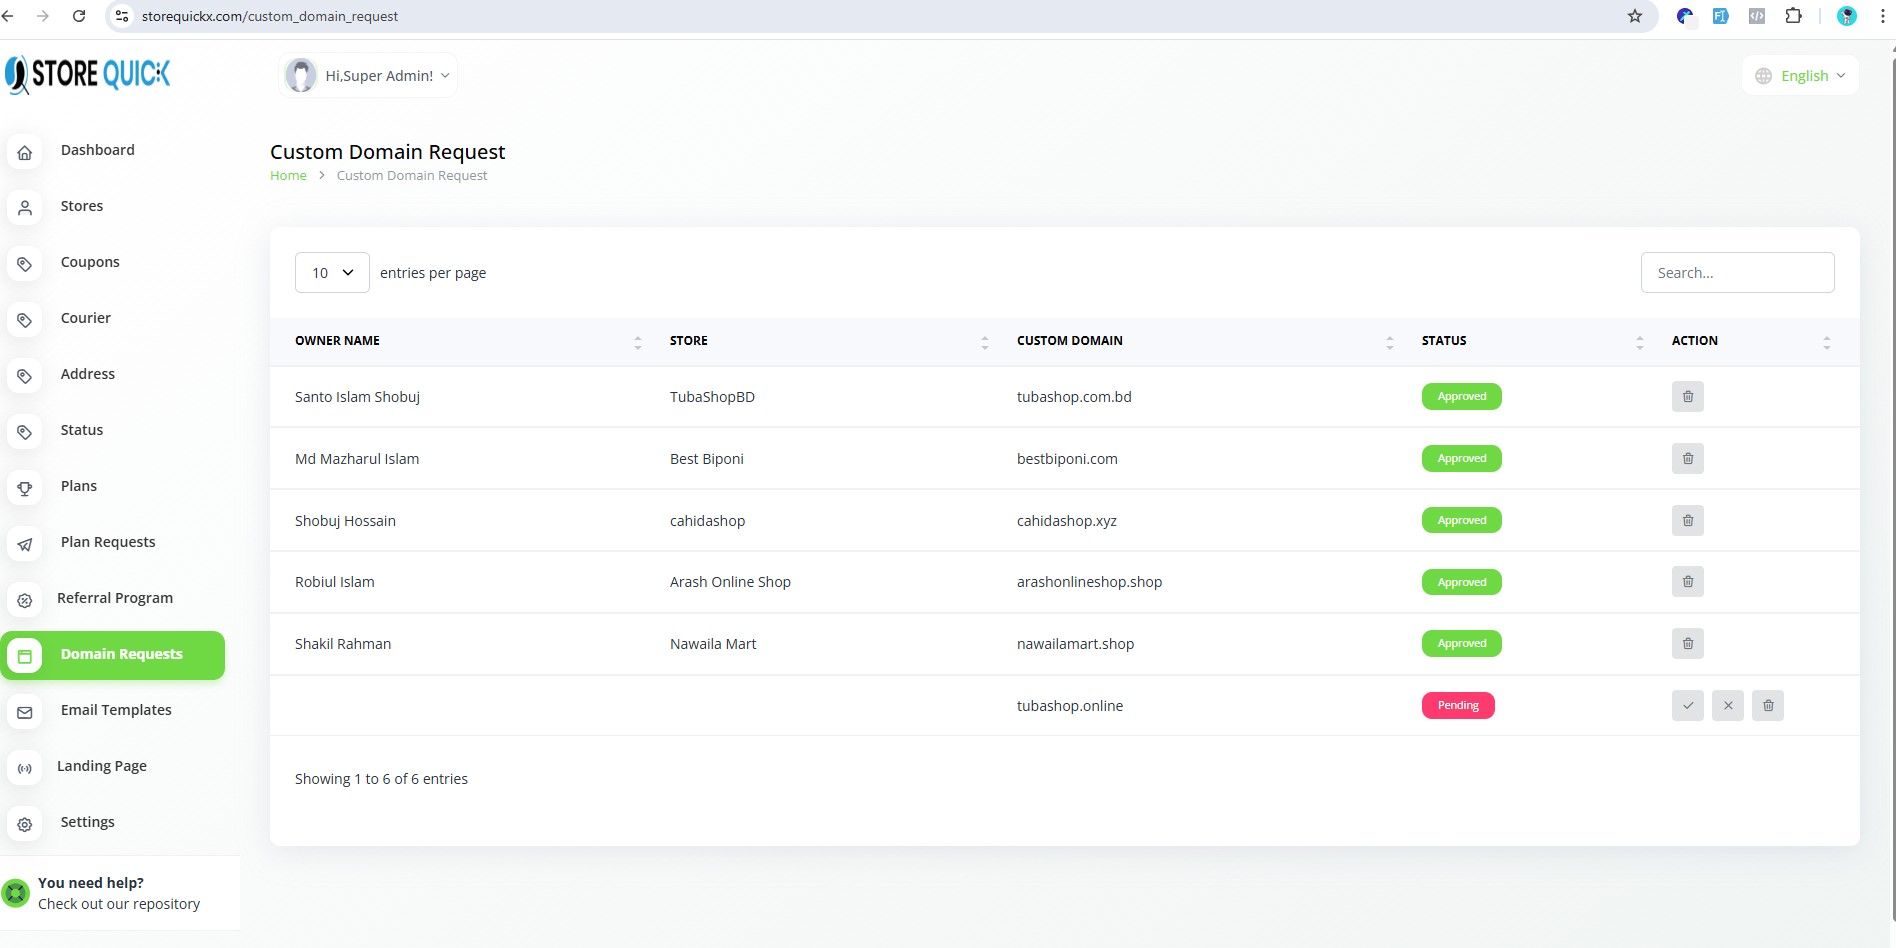 storequickx.com/custom_domain_request
STORE QUICK
Hi,Super Admin!
English
Dashboard
Stores
Coupons
Courier
Address
Status
Plans
Plan Requests
Referral Program
Domain Requests
Email Templates
Landing Page
Settings
You need help?
Check out our repository
Custom Domain Request
Home > Custom Domain Request
10 entries per page
Search...
OWNER NAME STORE CUSTOM DOMAIN STATUS ACTION
Santo Islam Shobuj TubaShopBD tubashop.com.bd Approved
Md Mazharul Islam Best Biponi bestbiponi.com Approved
Shobuj Hossain cahidashop cahidashop.xyz Approved
Robiul Islam Arash Online Shop arashonlineshop.shop Approved
Shakil Rahman Nawaila Mart nawailamart.shop Approved
tubashop.online Pending
Showing 1 to 6 of 6 entries